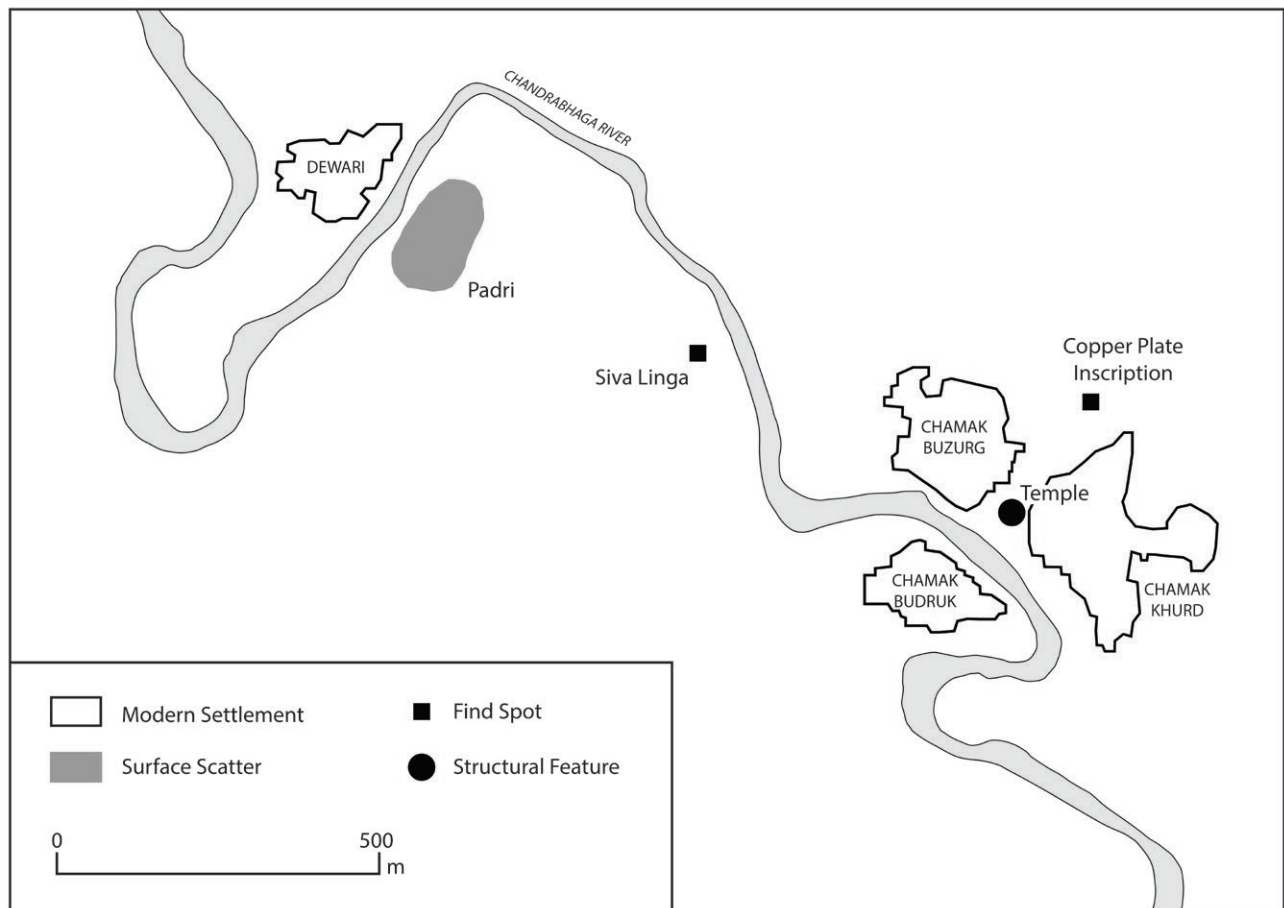 CHANDRABHAGA RIVER
DEWARI
Padri
Siva Linga
Copper Plate
Inscription
CHAMAK
BUZURG
Temple
CHAMAK
BUDRUK
CHAMAK
KHURD
Modern Settlement
Find Spot
Surface Scatter
Structural Feature
0
500
m